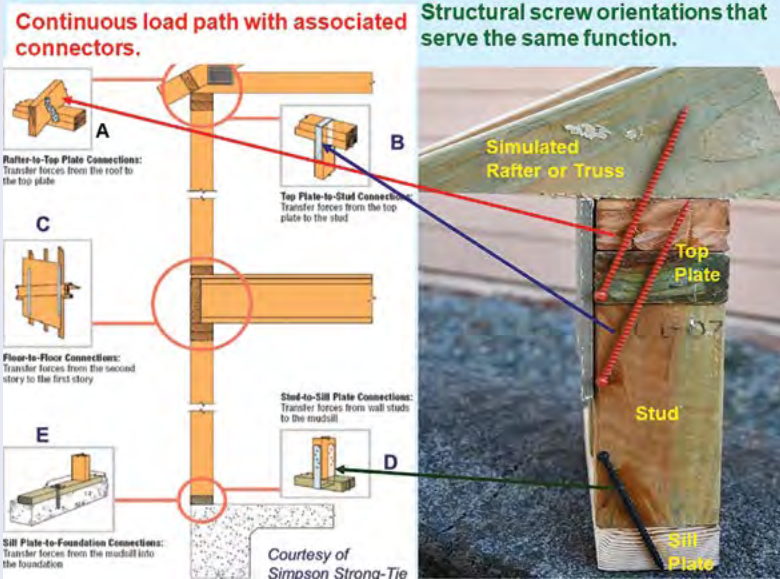 Continuous load path with associated
connectors.
Structural screw orientations that
serve the same function.
A
Rafter-to-Top Plate Connections:
Transfer forces from the roof to
the top plate
B
Top Plate-to-Stud Connections:
Transfer forces from the top
plate to the stud
C
Floor-to-Floor Connections:
Transfer forces from the second
story to the first story
Stud-to-Sill Plate Connections:
Transfer forces from wall studs
to the mudsill
D
E
Sill Plate-to-Foundation Connections:
Transfer forces from the mudsill into
the foundation
Courtesy of
Simpson Strong-Tie
Simulated
Rafter or Truss
Top
Plate
Stud
Sill
Plate